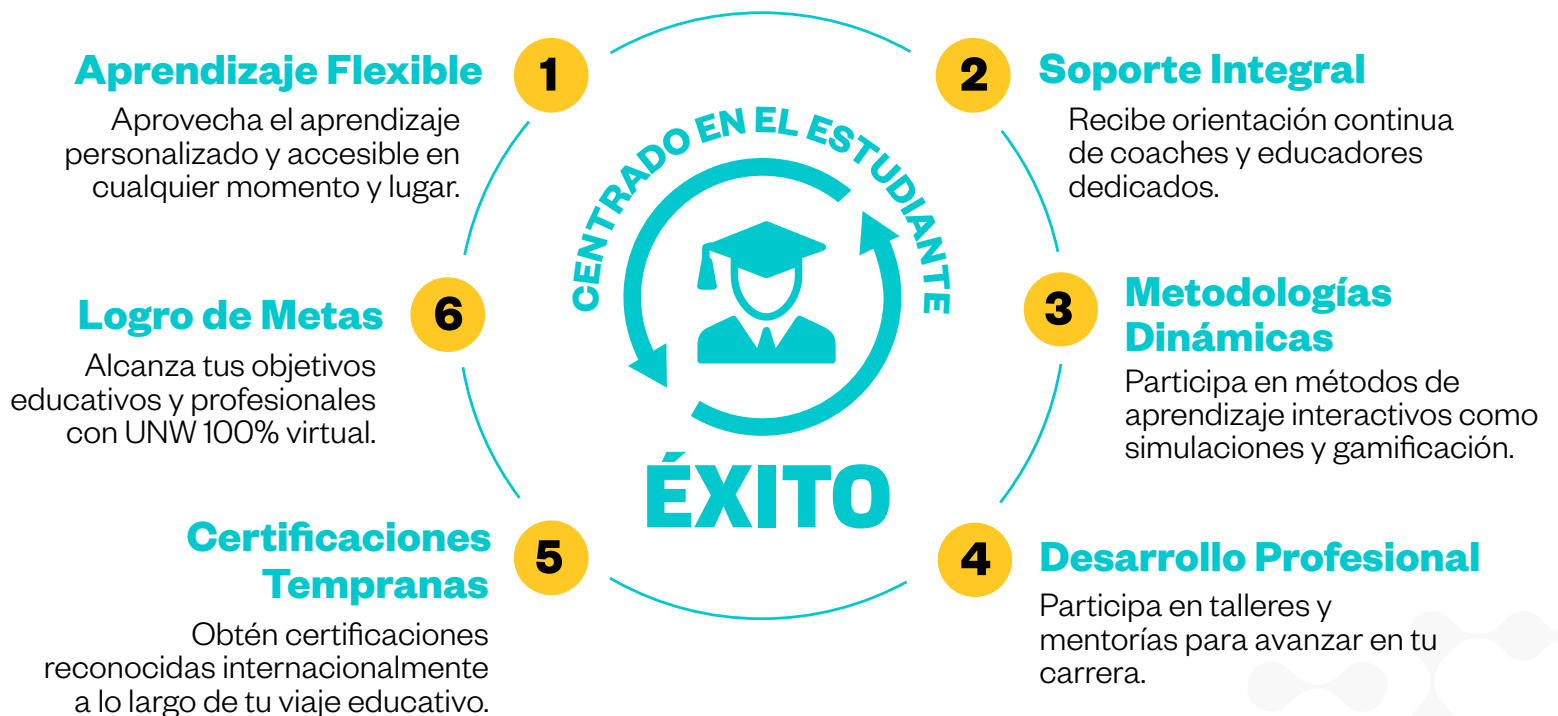 1
Aprendizaje Flexible
Aprovecha el aprendizaje
personalizado y accesible en
cualquier momento y lugar.
2
Soporte Integral
Recibe orientación continua
de coaches y educadores
dedicados.
3
Metodologías
Dinámicas
Participa en métodos de
aprendizaje interactivos como
simulaciones y gamificación.
4
Desarrollo Profesional
Participa en talleres y
mentorías para avanzar en tu
carrera.
5
Certificaciones
Tempranas
Obtén certificaciones
reconocidas internacionalmente
a lo largo de tu viaje educativo.
6
Logro de Metas
Alcanza tus objetivos
educativos y profesionales
con UNW 100% virtual.
CENTRADO EN EL ESTUDIANTE
ÉXITO